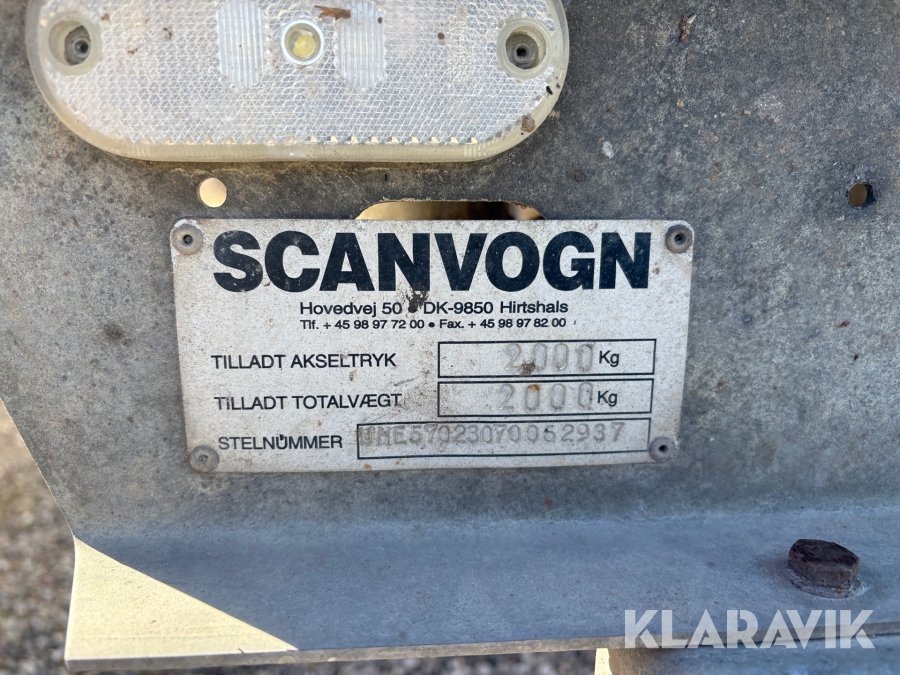 SCANVOGN
Hovedvej 50 • DK-9850 Hirtshals
Tlf. + 45 98 97 72 00 • Fax. + 45 98 97 82 00
TILLADT AKSELTRYK 2000 Kg
TILLADT TOTALVÆGT 2000 Kg
STELNUMMER UHE57023070062937
KLARAVIK